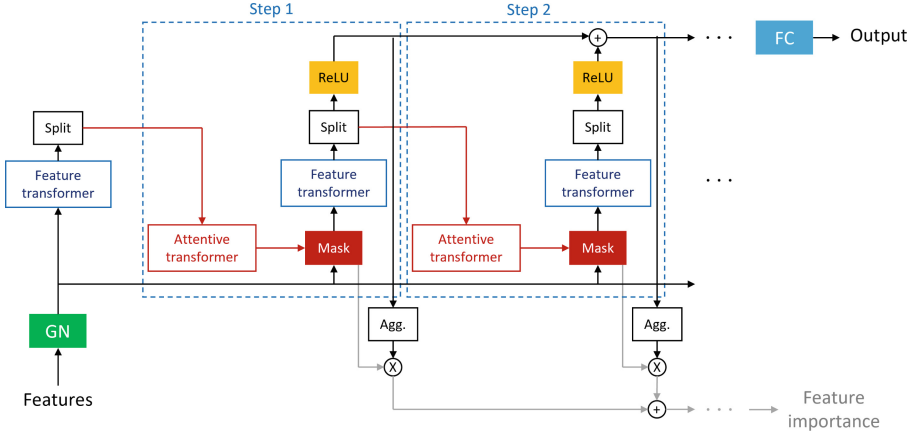 Step 1
Step 2
FC
Output
ReLU
ReLU
Split
Split
Split
Feature
transformer
Feature
transformer
Feature
transformer
Attentive
transformer
Mask
Attentive
transformer
Mask
GN
Agg.
Agg.
X
X
Features
+
+
Feature
importance